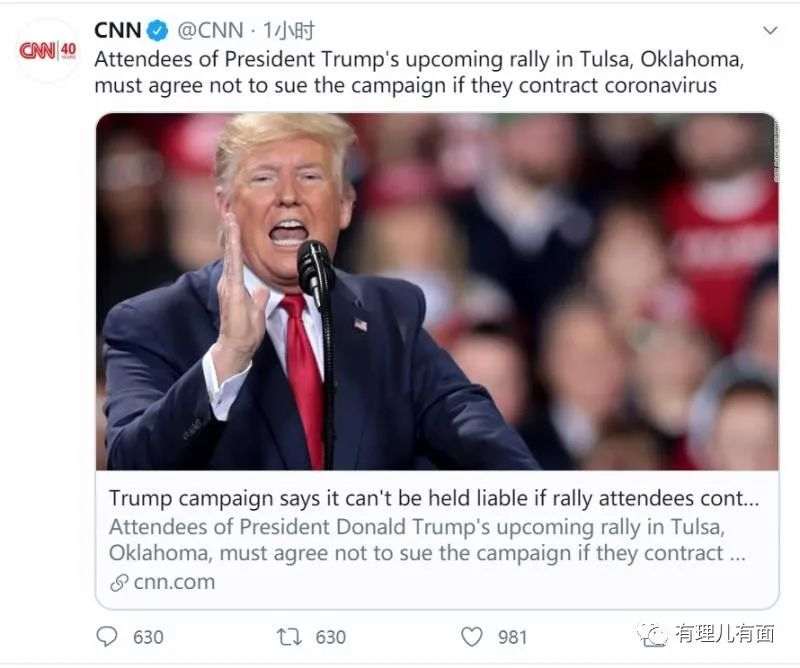 CNN @CNN · 1小时
CNN 40 YEARS
Attendees of President Trump's upcoming rally in Tulsa, Oklahoma,
must agree not to sue the campaign if they contract coronavirus
Trump campaign says it can't be held liable if rally attendees cont...
Attendees of President Donald Trump's upcoming rally in Tulsa,
Oklahoma, must agree not to sue the campaign if they contract ...
cnn.com
630 630 981 有理儿有面